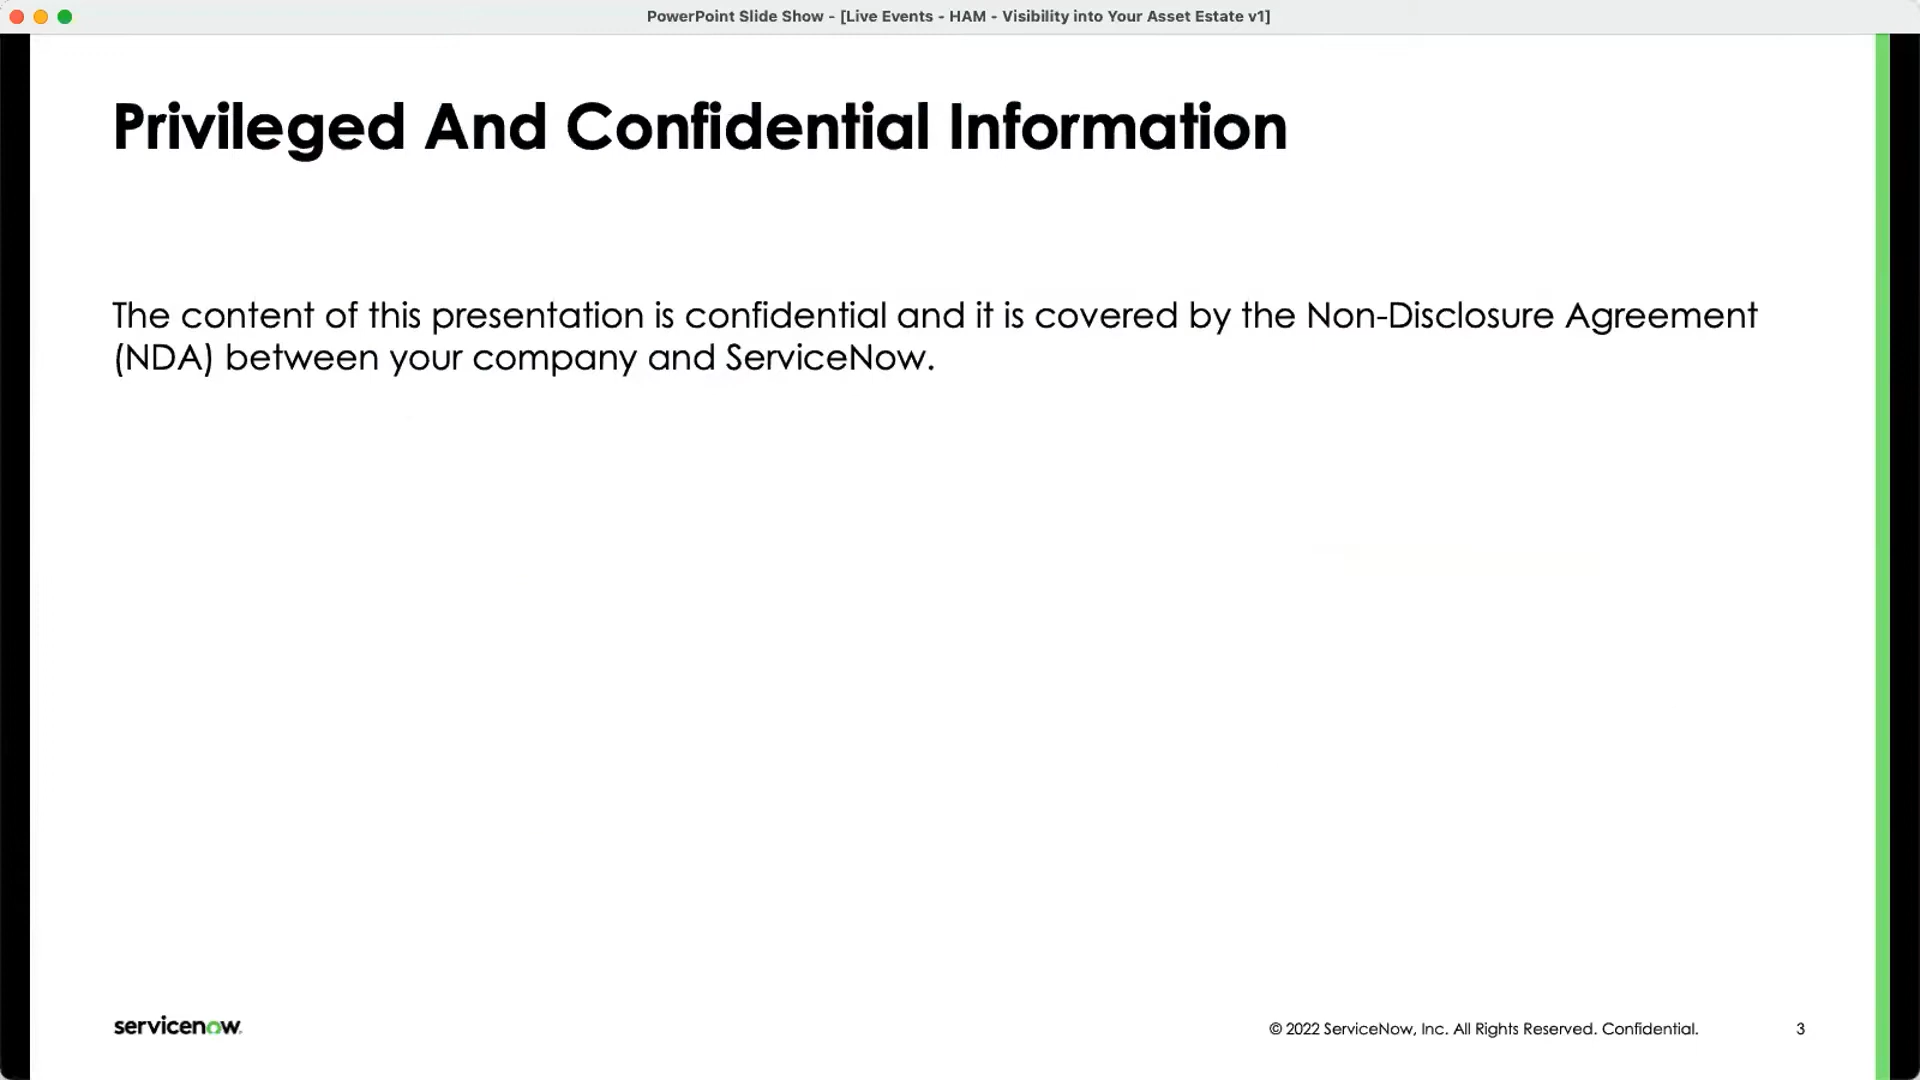 PowerPoint Slide Show - [Live Events - HAM - Visibility into Your Asset Estate v1]
Privileged And Confidential Information
The content of this presentation is confidential and it is covered by the Non-Disclosure Agreement
(NDA) between your company and ServiceNow.
servicenow.
© 2022 ServiceNow, Inc. All Rights Reserved. Confidential.
3